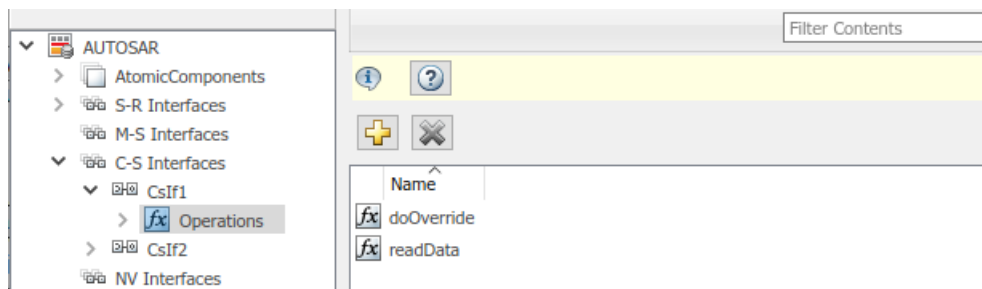 Filter Contents
AUTOSAR
AtomicComponents
S-R Interfaces
M-S Interfaces
C-S Interfaces
CsIf1
fx Operations
CsIf2
NV Interfaces
Name
fx doOverride
fx readData